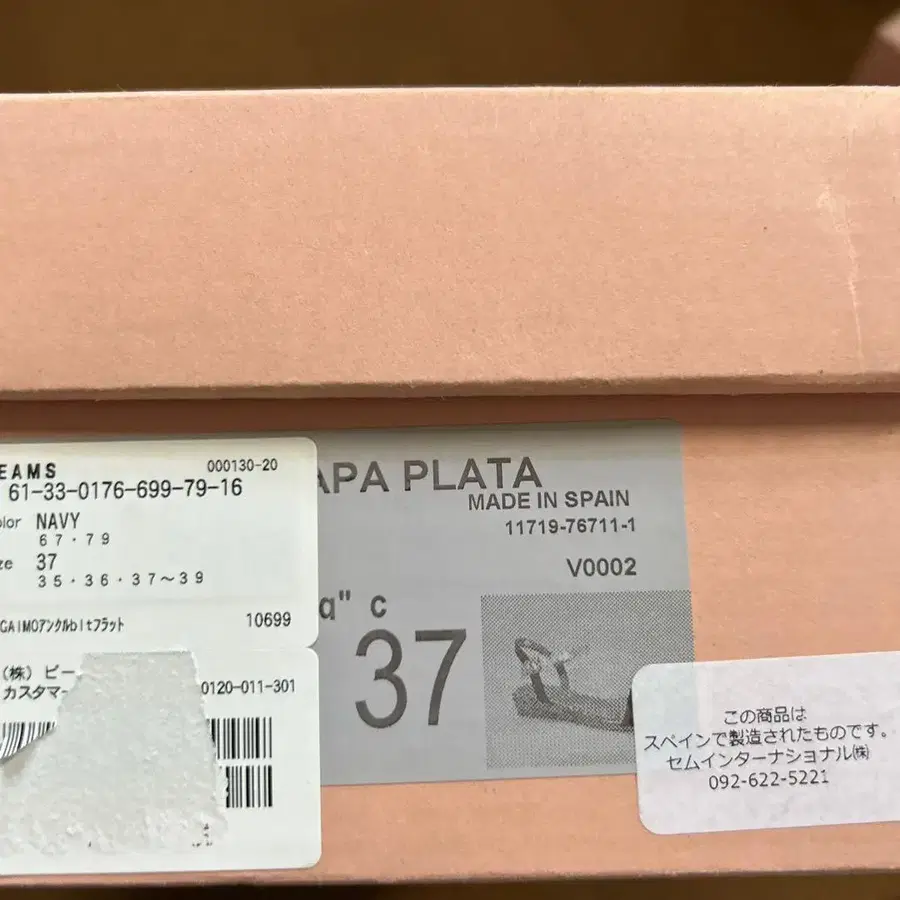 EAMS 000130-20
61-33-0176-699-79-16
olor NAVY
67・79
ze 37
35・36・37～39
GAIMOアンクルbitフラット 10699
(株) ビー
カスタマー 0120-011-301
APA PLATA
MADE IN SPAIN
11719-76711-1
V0002
a" c
37
この商品は
スペインで製造されたものです。
セムインターナショナル㈱
092-622-5221